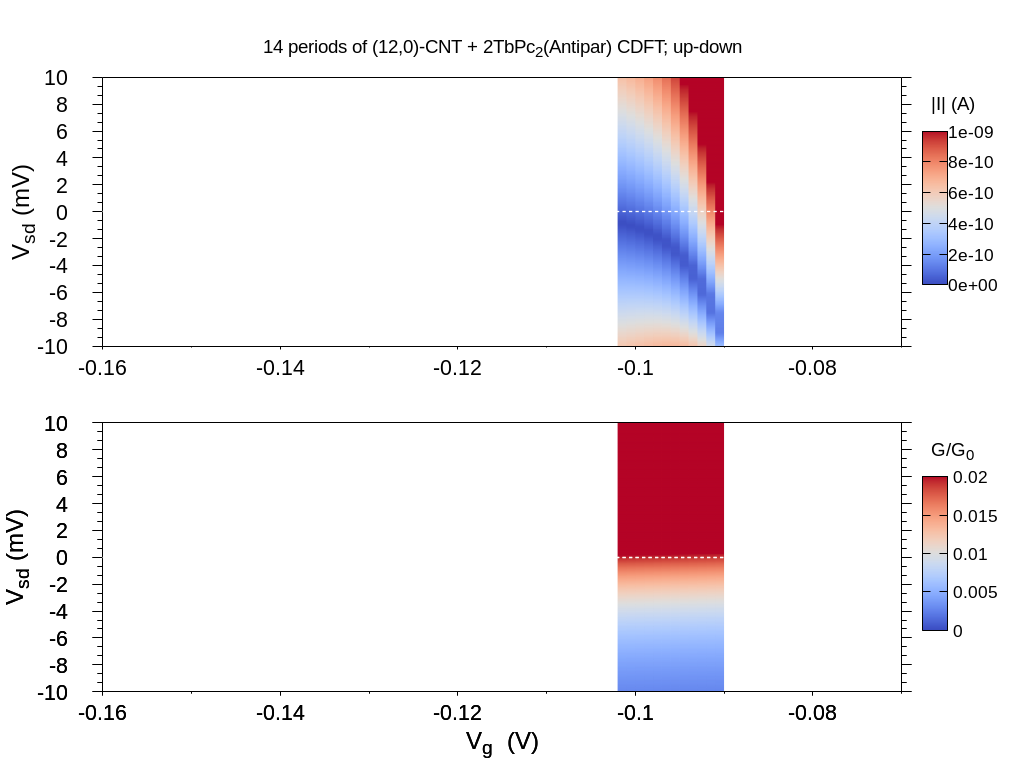 14 periods of (12,0)-CNT + 2TbPc2(Antipar) CDFT; up-down
10
8
6
4
2
0
-2
-4
-6
-8
-10
Vsd (mV)
-0.16 -0.14 -0.12 -0.1 -0.08
|I| (A)
1e-09
8e-10
6e-10
4e-10
2e-10
0e+00
10
8
6
4
2
0
-2
-4
-6
-8
-10
Vsd (mV)
-0.16 -0.14 -0.12 -0.1 -0.08
Vg (V)
G/G0
0.02
0.015
0.01
0.005
0